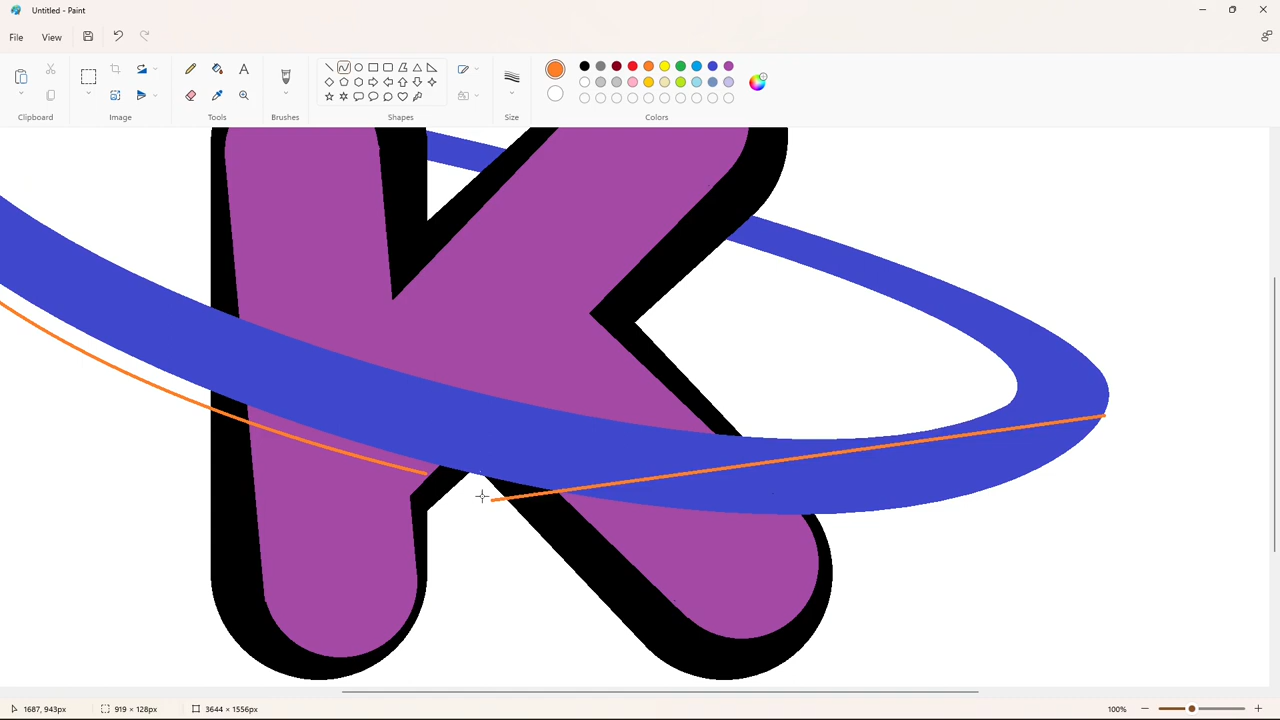 Untitled - Paint
File View
Clipboard Image Tools Brushes Shapes Size Colors
K
1687, 943px 919 × 128px 3644 × 1556px 100%